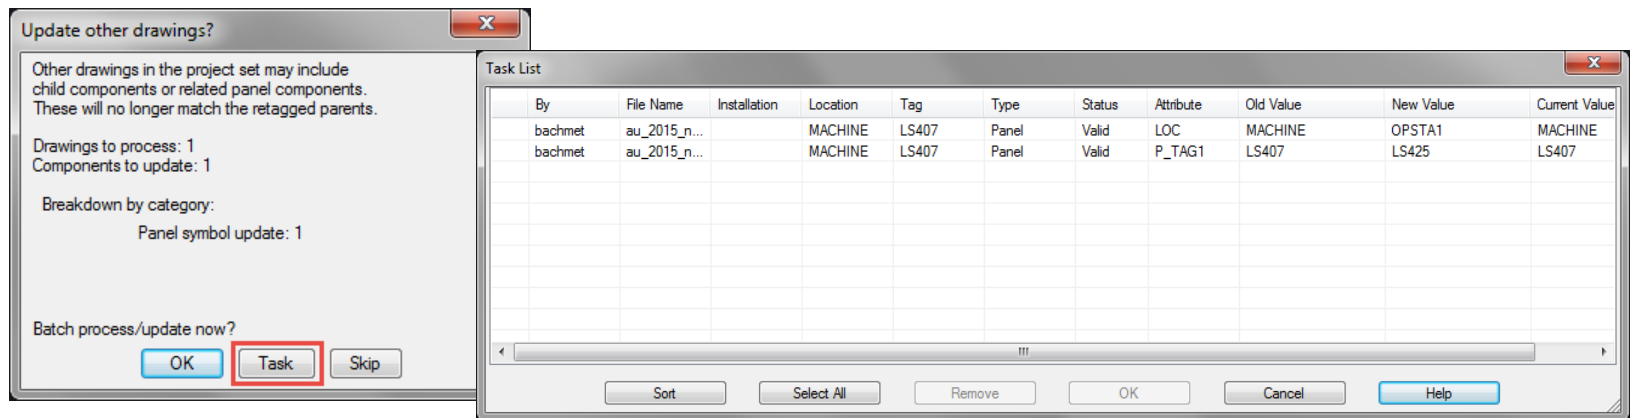 Update other drawings?
Other drawings in the project set may include
child components or related panel components.
These will no longer match the retagged parents.
Drawings to process: 1
Components to update: 1
Breakdown by category:
Panel symbol update: 1
Batch process/update now?
OK Task Skip
Task List
By File Name Installation Location Tag Type Status Attribute Old Value New Value Current Value
bachmet au_2015_n... MACHINE LS407 Panel Valid LOC MACHINE OPSTA1 MACHINE
bachmet au_2015_n... MACHINE LS407 Panel Valid P_TAG1 LS407 LS425 LS407
Sort Select All Remove OK Cancel Help